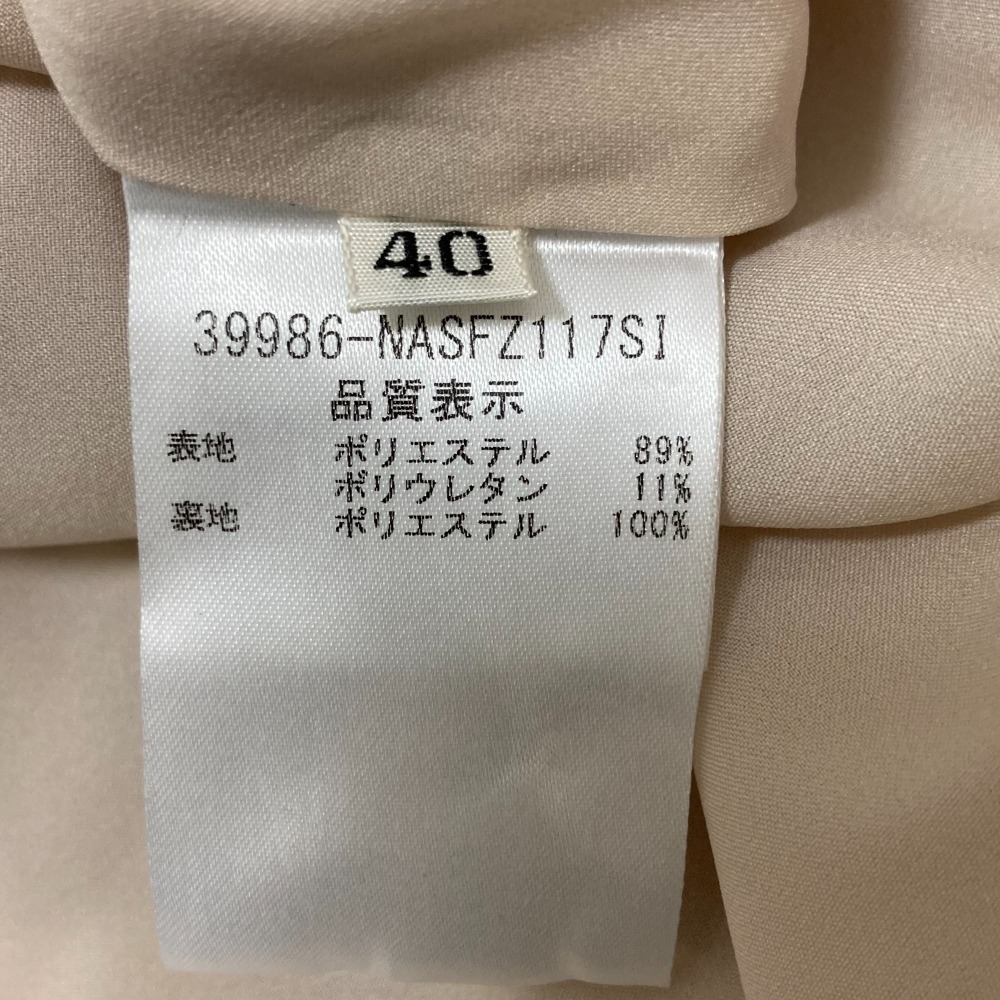 40
39986-NASFZ117SI
品質表示
表地 ポリエステル 89%
ポリウレタン 11%
裏地 ポリエステル 100%